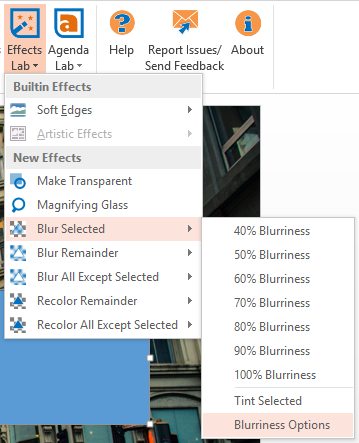 Effects Lab
Agenda Lab
Help
Report Issues/
Send Feedback
About
Builtin Effects
Soft Edges
Artistic Effects
New Effects
Make Transparent
Magnifying Glass
Blur Selected
Blur Remainder
Blur All Except Selected
Recolor Remainder
Recolor All Except Selected
40% Blurriness
50% Blurriness
60% Blurriness
70% Blurriness
80% Blurriness
90% Blurriness
100% Blurriness
Tint Selected
Blurriness Options